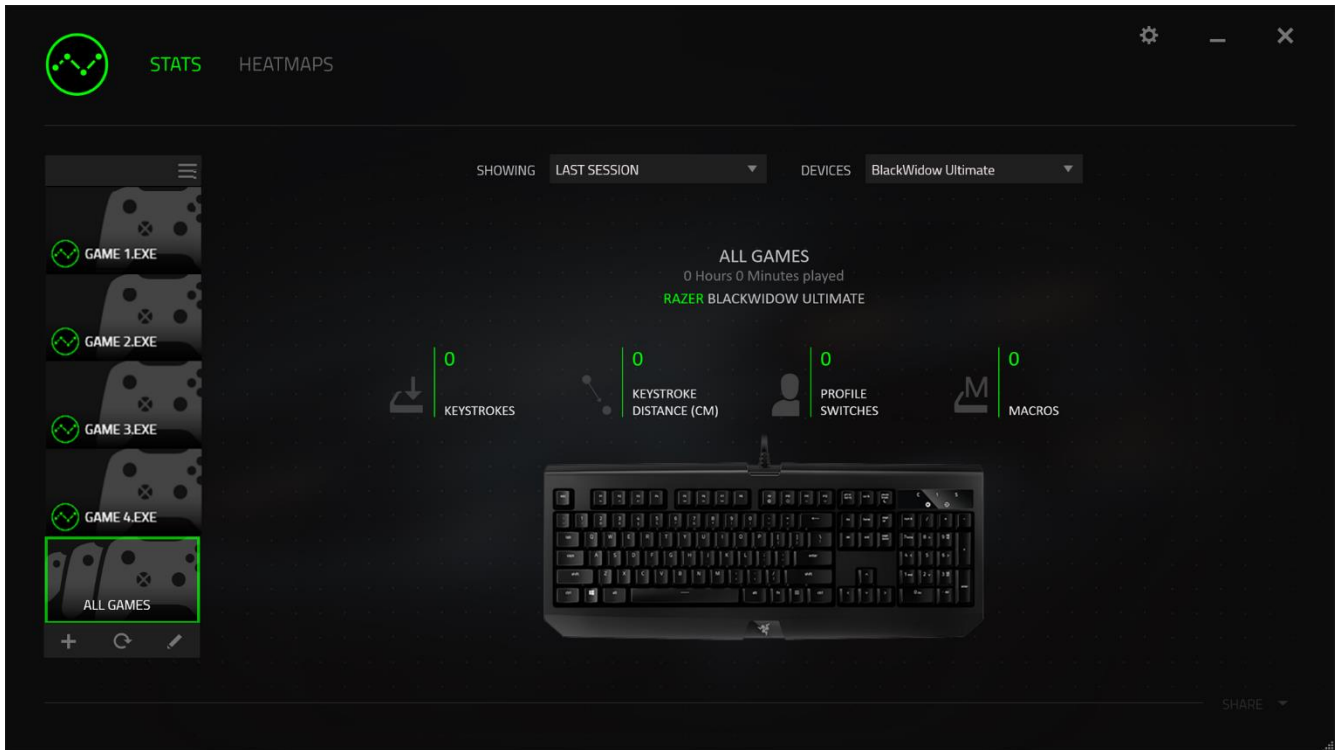 STATS HEATMAPS
SHOWING LAST SESSION DEVICES BlackWidow Ultimate
GAME 1.EXE
GAME 2.EXE
GAME 3.EXE
GAME 4.EXE
ALL GAMES
ALL GAMES
0 Hours 0 Minutes played
RAZER BLACKWIDOW ULTIMATE
0
KEYSTROKES
0
KEYSTROKE
DISTANCE (CM)
0
PROFILE
SWITCHES
M
0
MACROS
SHARE